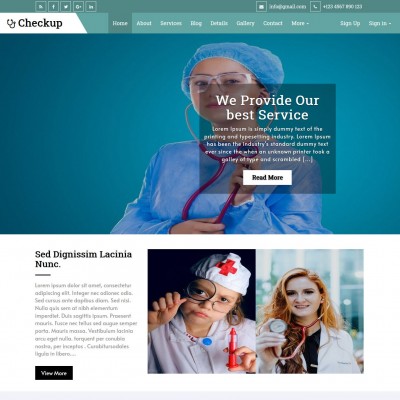 info@gmail.com +123 4567 890 123
Checkup Home About Services Blog Details Gallery Contact More Sign Up Sign in
We Provide Our
best Service
Lorem Ipsum is simply dummy text of the
printing and typesetting industry. Lorem Ipsum
has been the industry's standard dummy text ever
since the when an unknown printer took a
galley of type and scrambled [...]
Read More
Sed Dignissim Lacinia
Nunc.
Lorem ipsum dolor sit amet, consectetur
adipiscing elit. Integer nec odio. Praesent
libero. Sed cursus ante dapibus diam. Sed
nisi. Nulla quis sem at nibh elementum
imperdiet. Duis sagittis ipsum. Praesent
mauris. Fusce nec tellus sed augue semper
porta. Mauris massa. Vestibulum lacinia
arcu eget nulla. forquent per conubia
nostra, per inceptos . Curabitursodales
ligula in libero....
View More